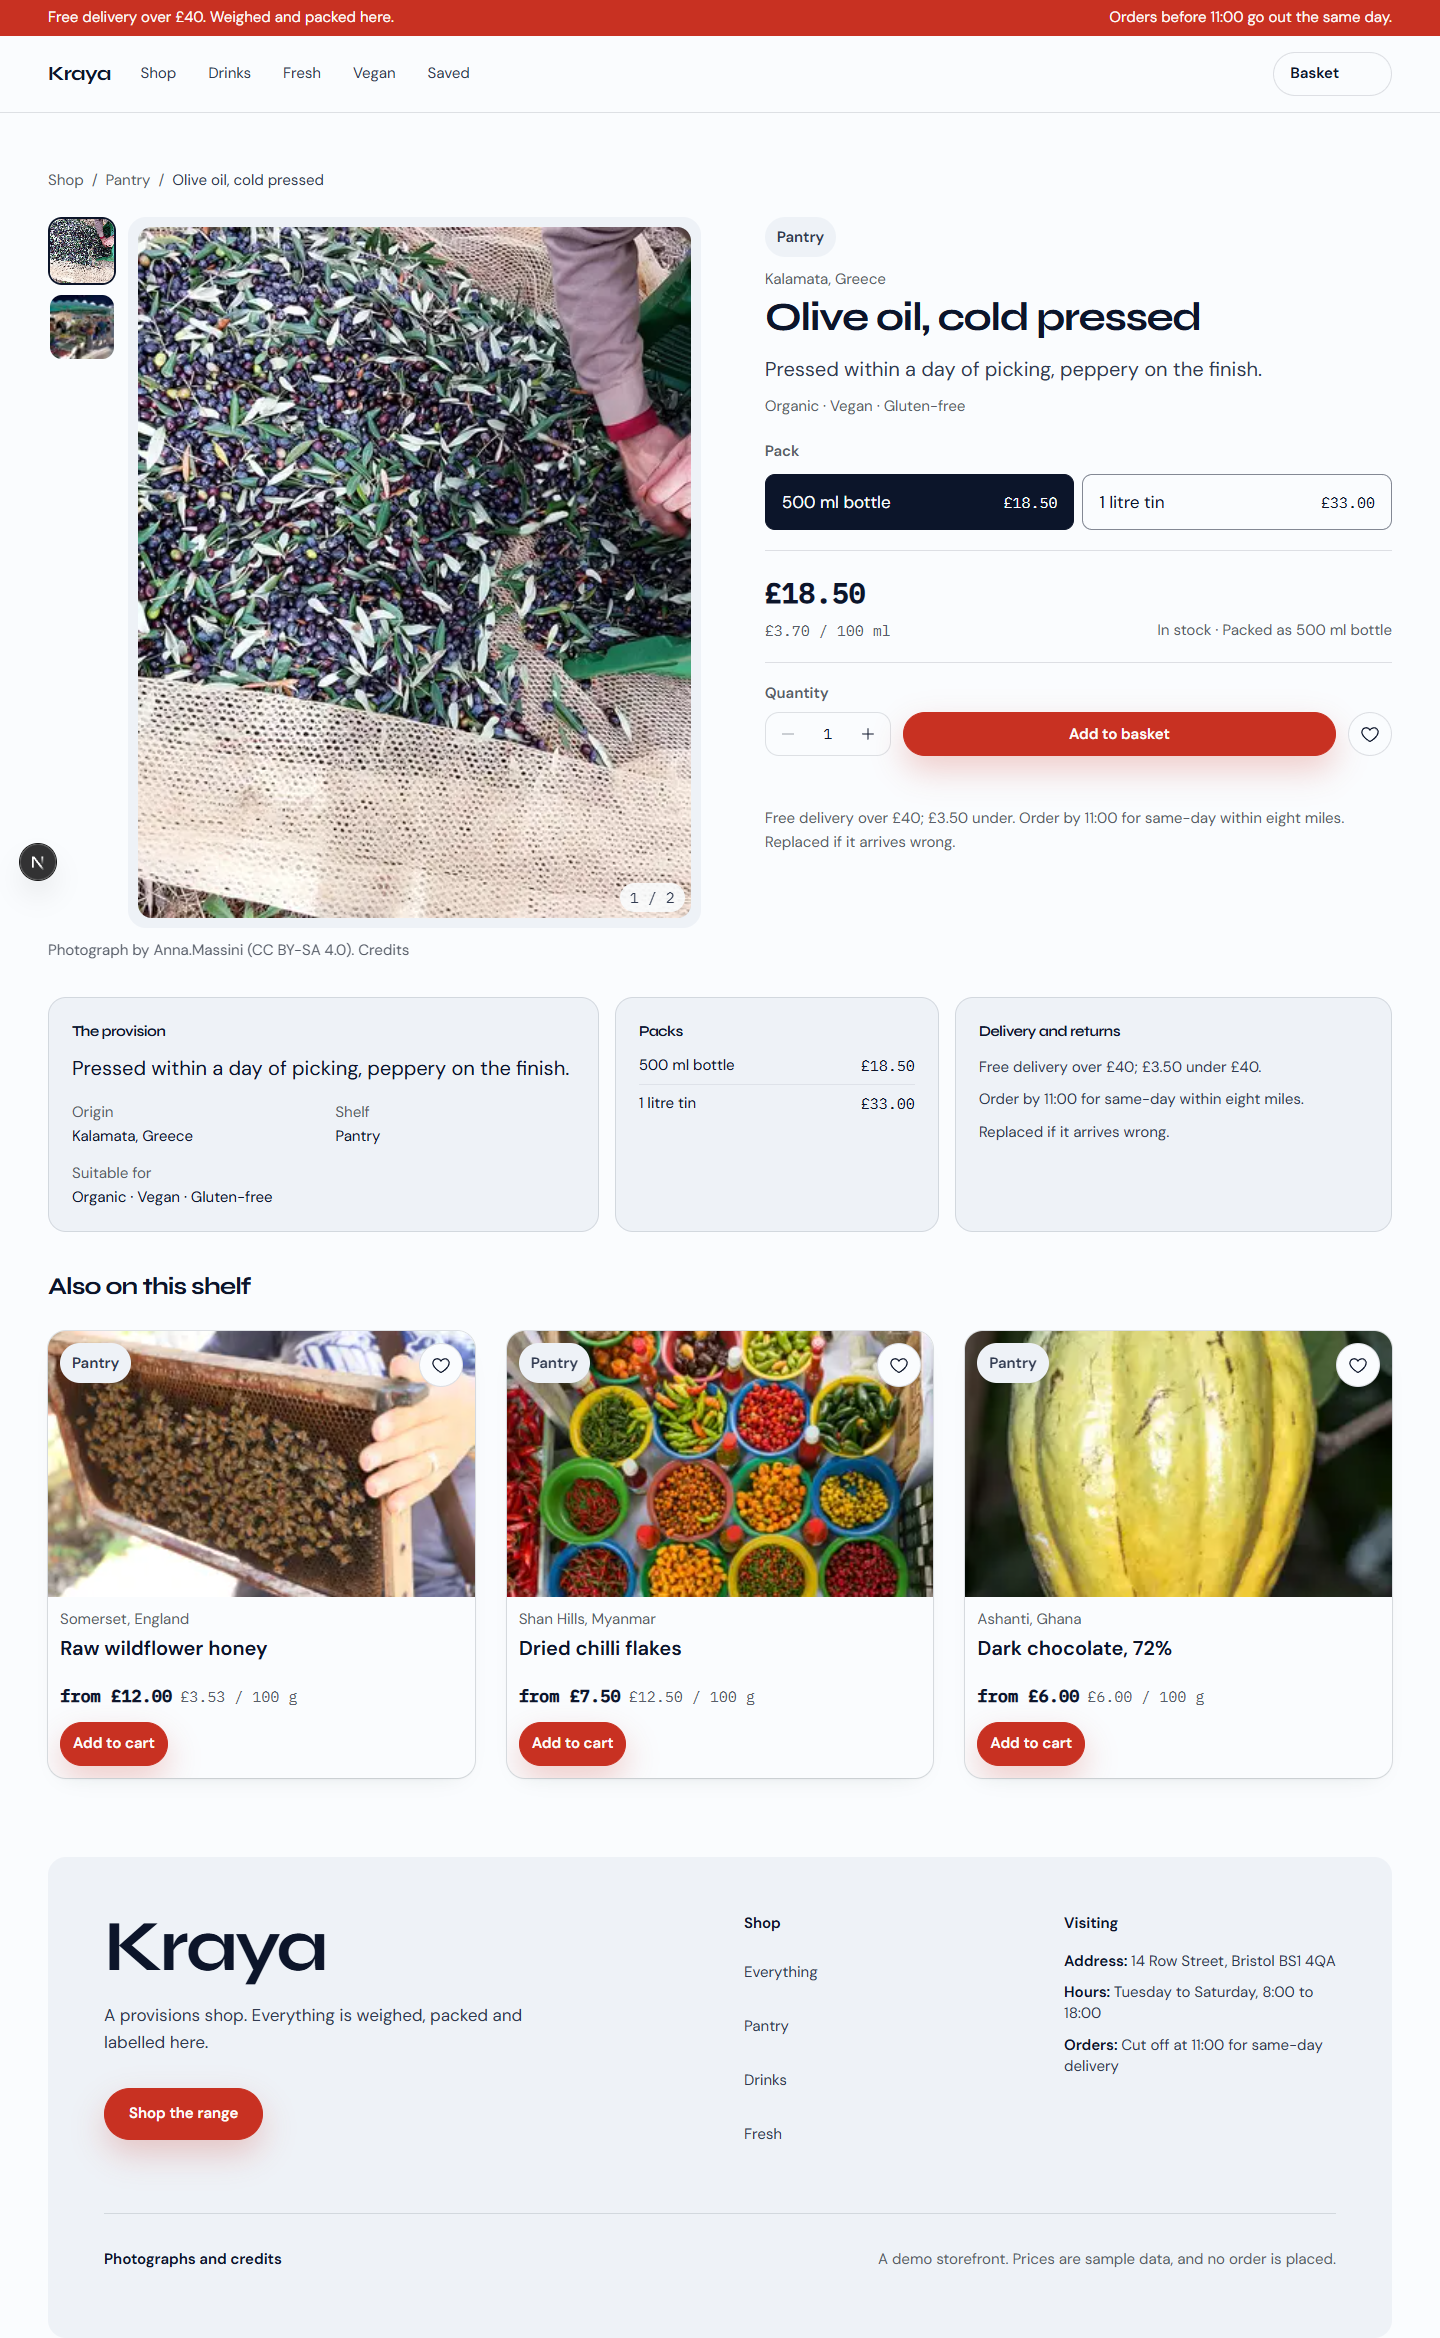 Free delivery over £40. Weighed and packed here.
Orders before 11:00 go out the same day.
Kraya
Shop
Drinks
Fresh
Vegan
Saved
Basket
Shop / Pantry / Olive oil, cold pressed
Pantry
Kalamata, Greece
Olive oil, cold pressed
Pressed within a day of picking, peppery on the finish.
Organic · Vegan · Gluten-free
Pack
500 ml bottle £18.50
1 litre tin £33.00
£18.50
£3.70 / 100 ml
In stock · Packed as 500 ml bottle
Quantity
1
Add to basket
Free delivery over £40; £3.50 under. Order by 11:00 for same-day within eight miles.
Replaced if it arrives wrong.
N
1 / 2
Photograph by Anna.Massini (CC BY-SA 4.0). Credits
The provision
Pressed within a day of picking, peppery on the finish.
Origin
Kalamata, Greece
Shelf
Pantry
Suitable for
Organic · Vegan · Gluten-free
Packs
500 ml bottle £18.50
1 litre tin £33.00
Delivery and returns
Free delivery over £40; £3.50 under £40.
Order by 11:00 for same-day within eight miles.
Replaced if it arrives wrong.
Also on this shelf
Pantry
Somerset, England
Raw wildflower honey
from £12.00 £3.53 / 100 g
Add to cart
Pantry
Shan Hills, Myanmar
Dried chilli flakes
from £7.50 £12.50 / 100 g
Add to cart
Pantry
Ashanti, Ghana
Dark chocolate, 72%
from £6.00 £6.00 / 100 g
Add to cart
Kraya
A provisions shop. Everything is weighed, packed and
labelled here.
Shop the range
Shop
Everything
Pantry
Drinks
Fresh
Visiting
Address: 14 Row Street, Bristol BS1 4QA
Hours: Tuesday to Saturday, 8:00 to
18:00
Orders: Cut off at 11:00 for same-day
delivery
Photographs and credits
A demo storefront. Prices are sample data, and no order is placed.